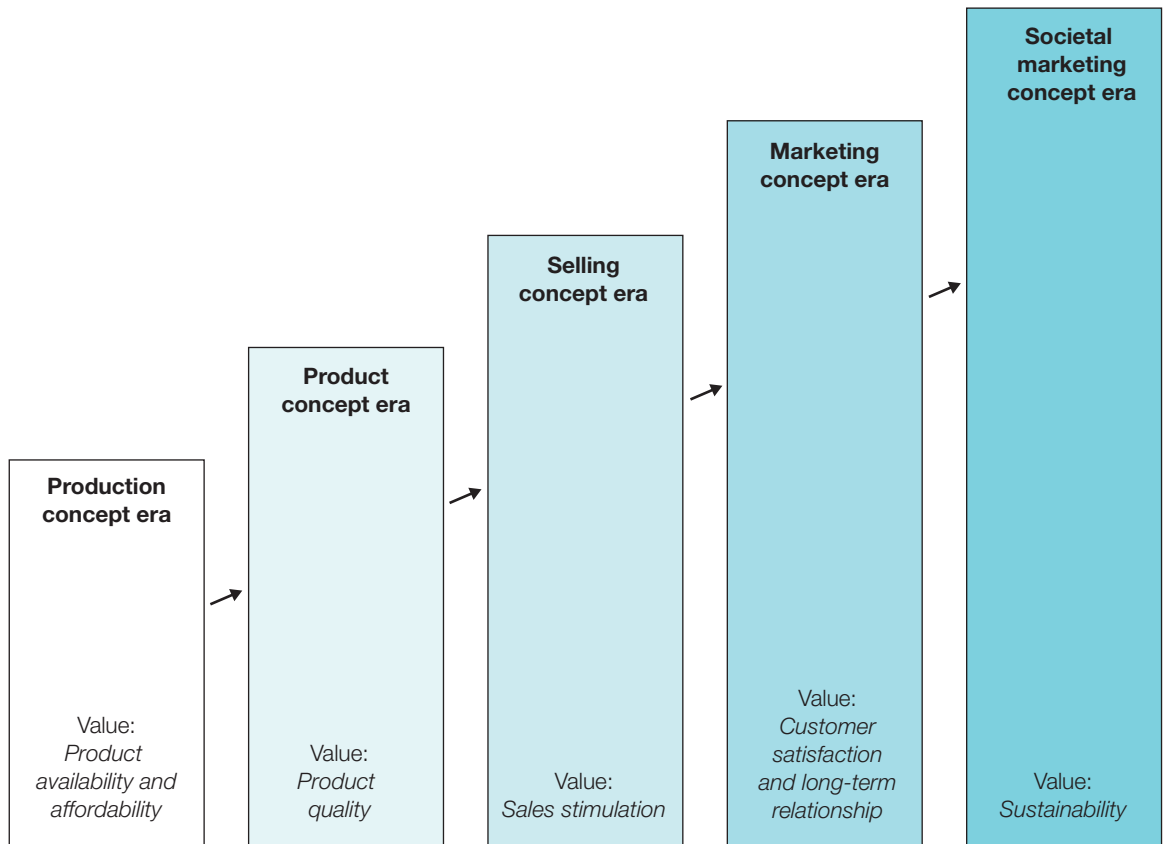 Production
concept era
Value:
Product
availability and
affordability
Product
concept era
Value:
Product
quality
Selling
concept era
Value:
Sales stimulation
Marketing
concept era
Value:
Customer
satisfaction
and long-term
relationship
Societal
marketing
concept era
Value:
Sustainability